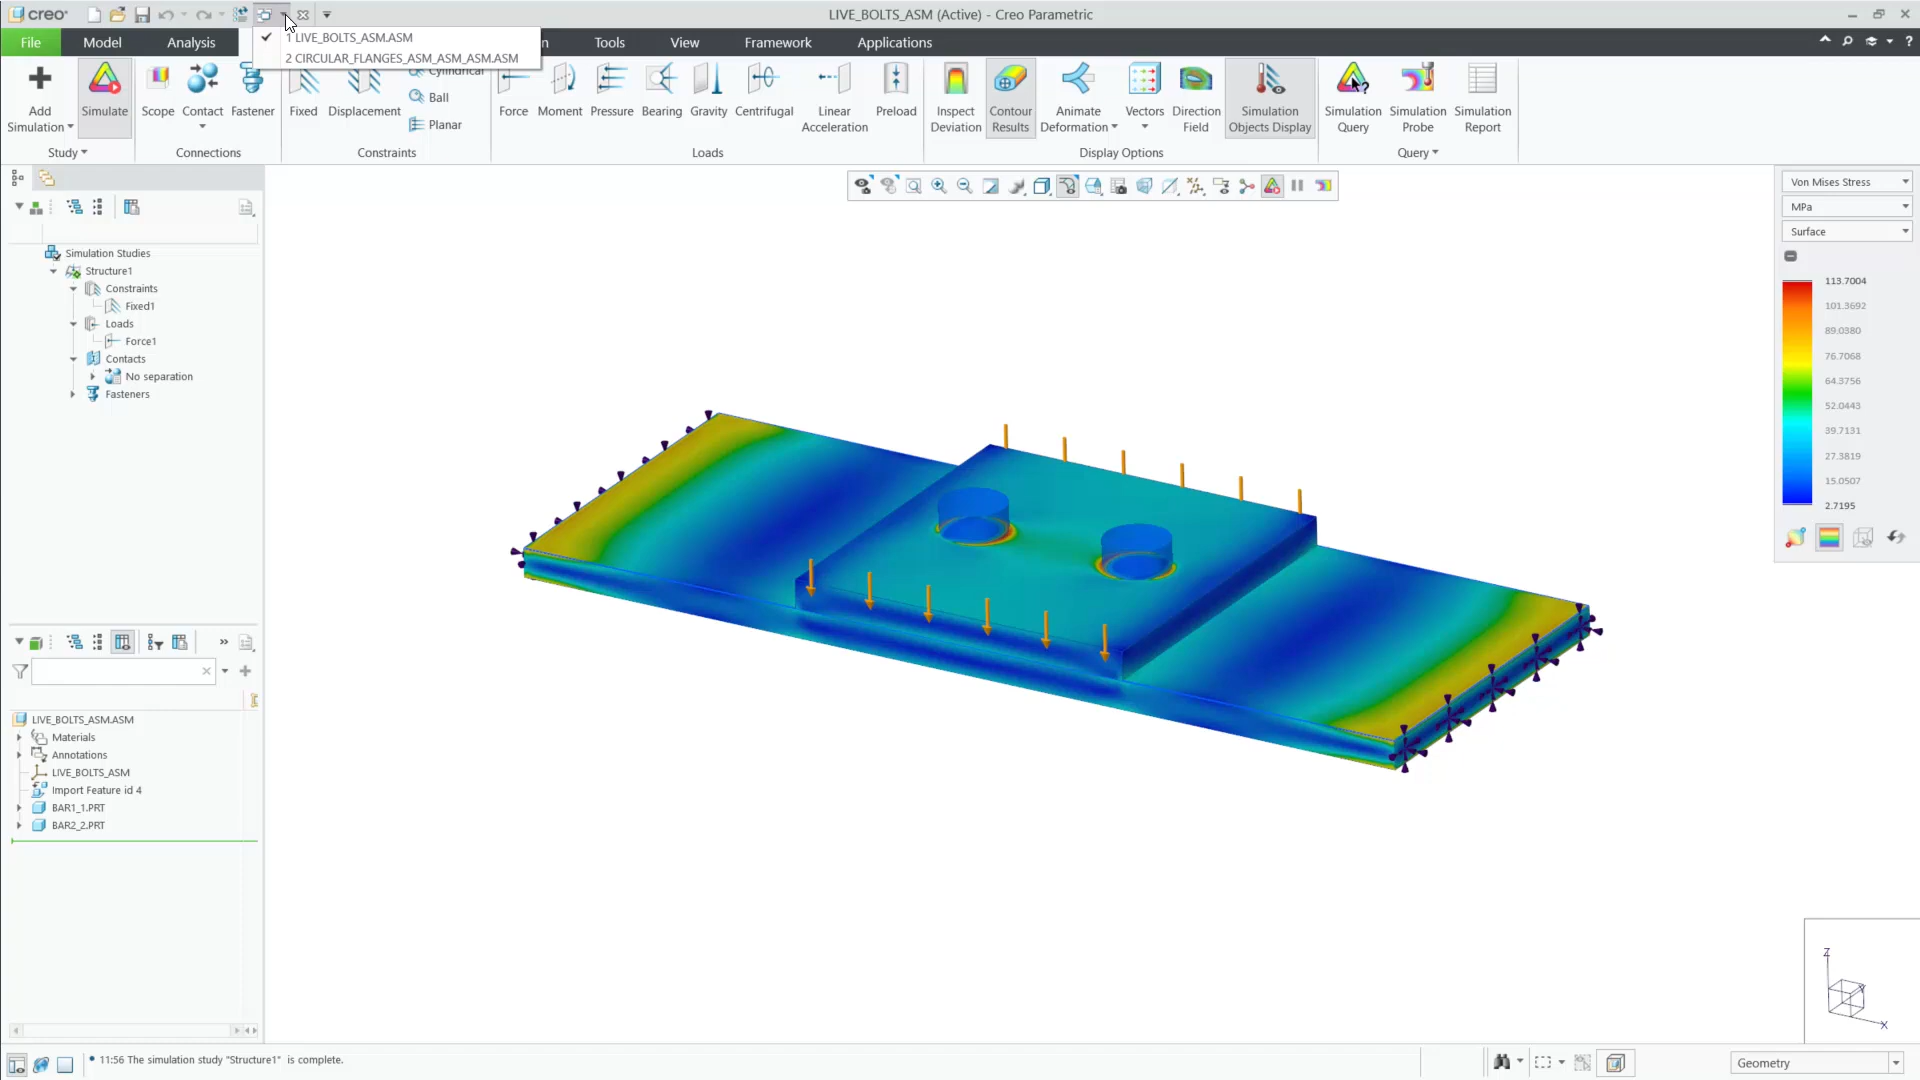 creo
LIVE_BOLTS_ASM (Active) - Creo Parametric
1 LIVE_BOLTS_ASM.ASM
2 CIRCULAR_FLANGES_ASM_ASM_ASM.ASM
File
Model
Analysis
Tools
View
Framework
Applications
Add
Simulation
Simulate
Scope
Contact
Fastener
Fixed
Displacement
Cylindrical
Ball
Planar
Force
Moment
Pressure
Bearing
Gravity
Centrifugal
Linear
Acceleration
Preload
Inspect
Deviation
Contour
Results
Animate
Deformation
Vectors
Direction
Field
Simulation
Objects Display
Simulation
Query
Simulation
Probe
Simulation
Report
Study
Connections
Constraints
Loads
Display Options
Query
Simulation Studies
Structure1
Constraints
Fixed1
Loads
Force1
Contacts
No separation
Fasteners
LIVE_BOLTS_ASM.ASM
Materials
Annotations
LIVE_BOLTS_ASM
Import Feature id 4
BAR1_1.PRT
BAR2_2.PRT
Von Mises Stress
MPa
Surface
113.7004
101.3692
89.0380
76.7068
64.3756
52.0443
39.7131
27.3819
15.0507
2.7195
Z
Y
X
11:56 The simulation study "Structure1" is complete.
Geometry